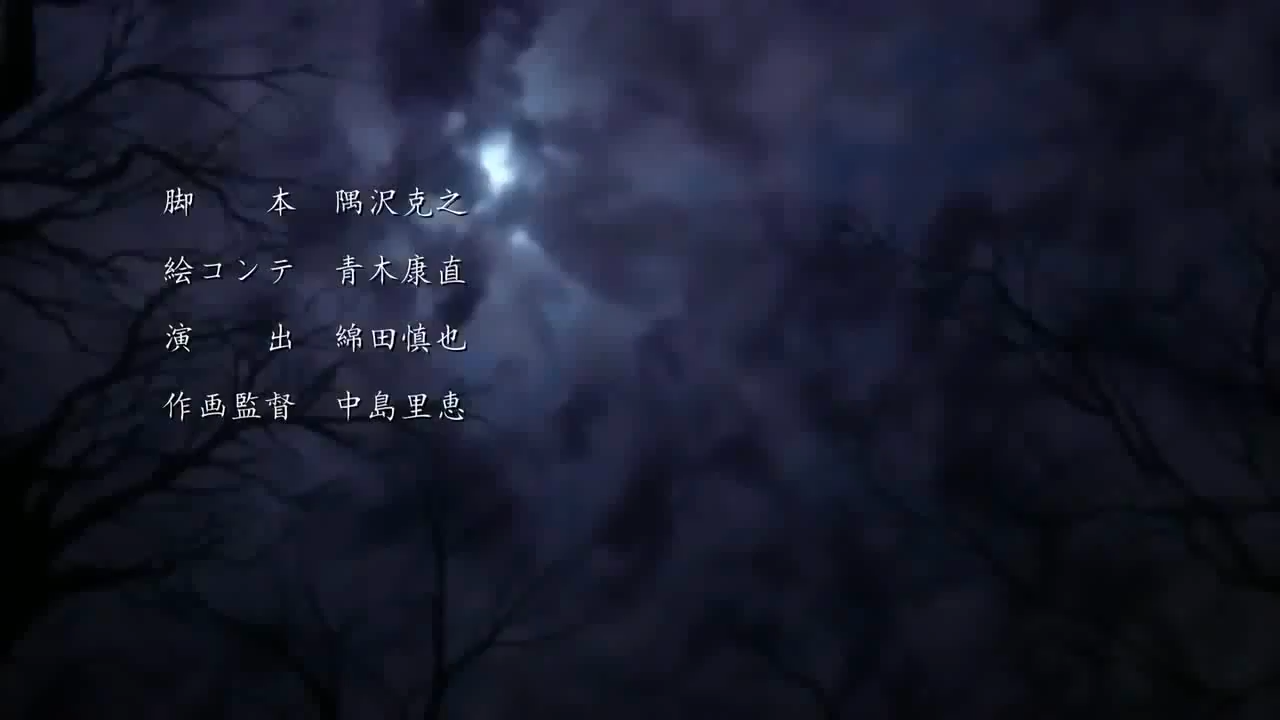 脚本 隅沢克之
絵コンテ 青木康直
演出 綿田慎也
作画監督 中島里恵